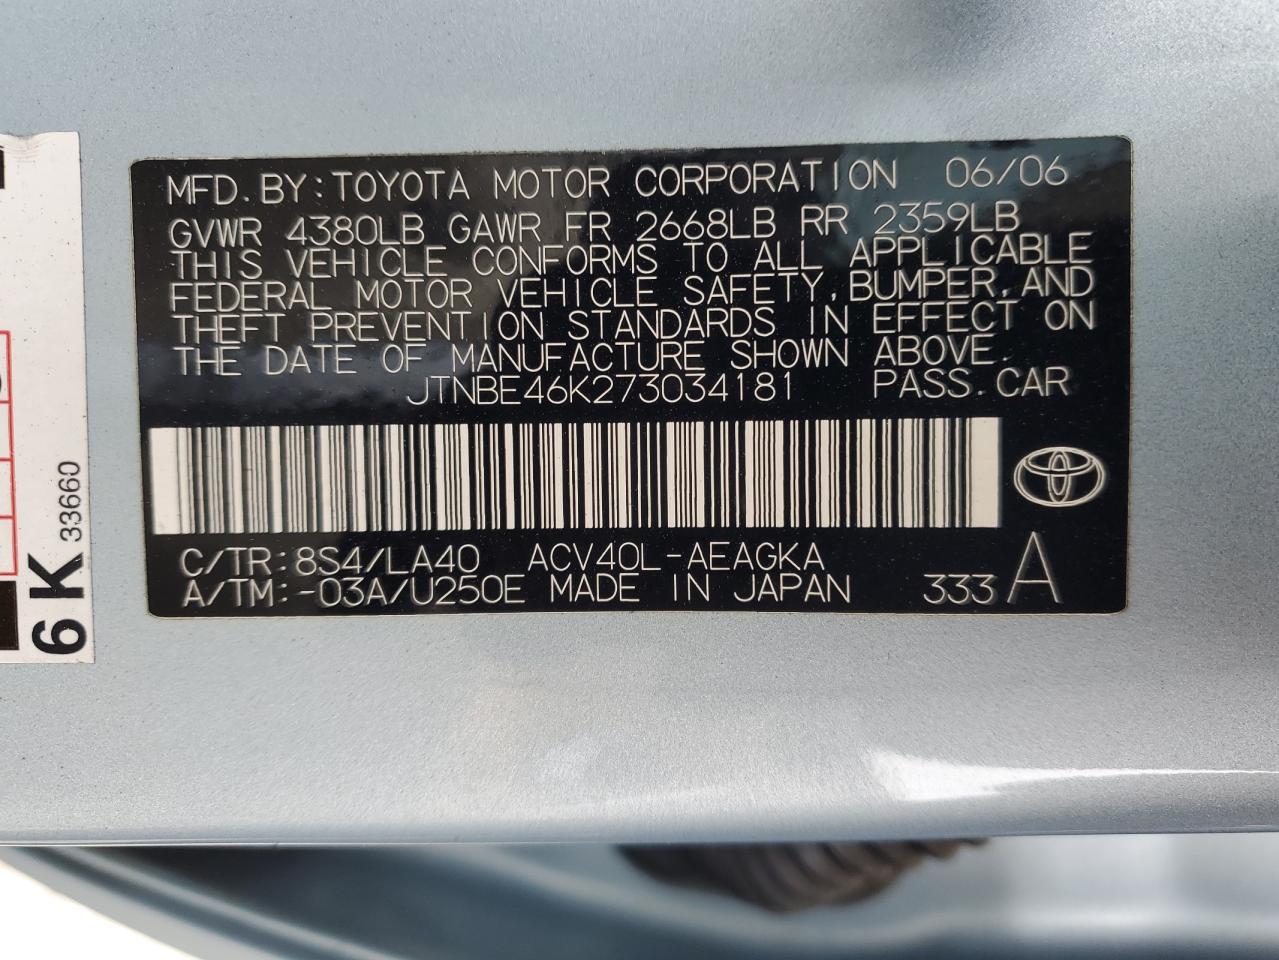 MFD.BY:TOYOTA MOTOR CORPORATION 06/06
GVWR 4380LB GAWR FR 2668LB RR 2359LB
THIS VEHICLE CONFORMS TO ALL APPLICABLE
FEDERAL MOTOR VEHICLE SAFETY,BUMPER,AND
THEFT PREVENTION STANDARDS IN EFFECT ON
THE DATE OF MANUFACTURE SHOWN ABOVE.
JTNBE46K273034181 PASS.CAR
C/TR:8S4/LA40 ACV40L-AEAGKA
A/TM:-03A/U250E MADE IN JAPAN 333 A
6 K 33660